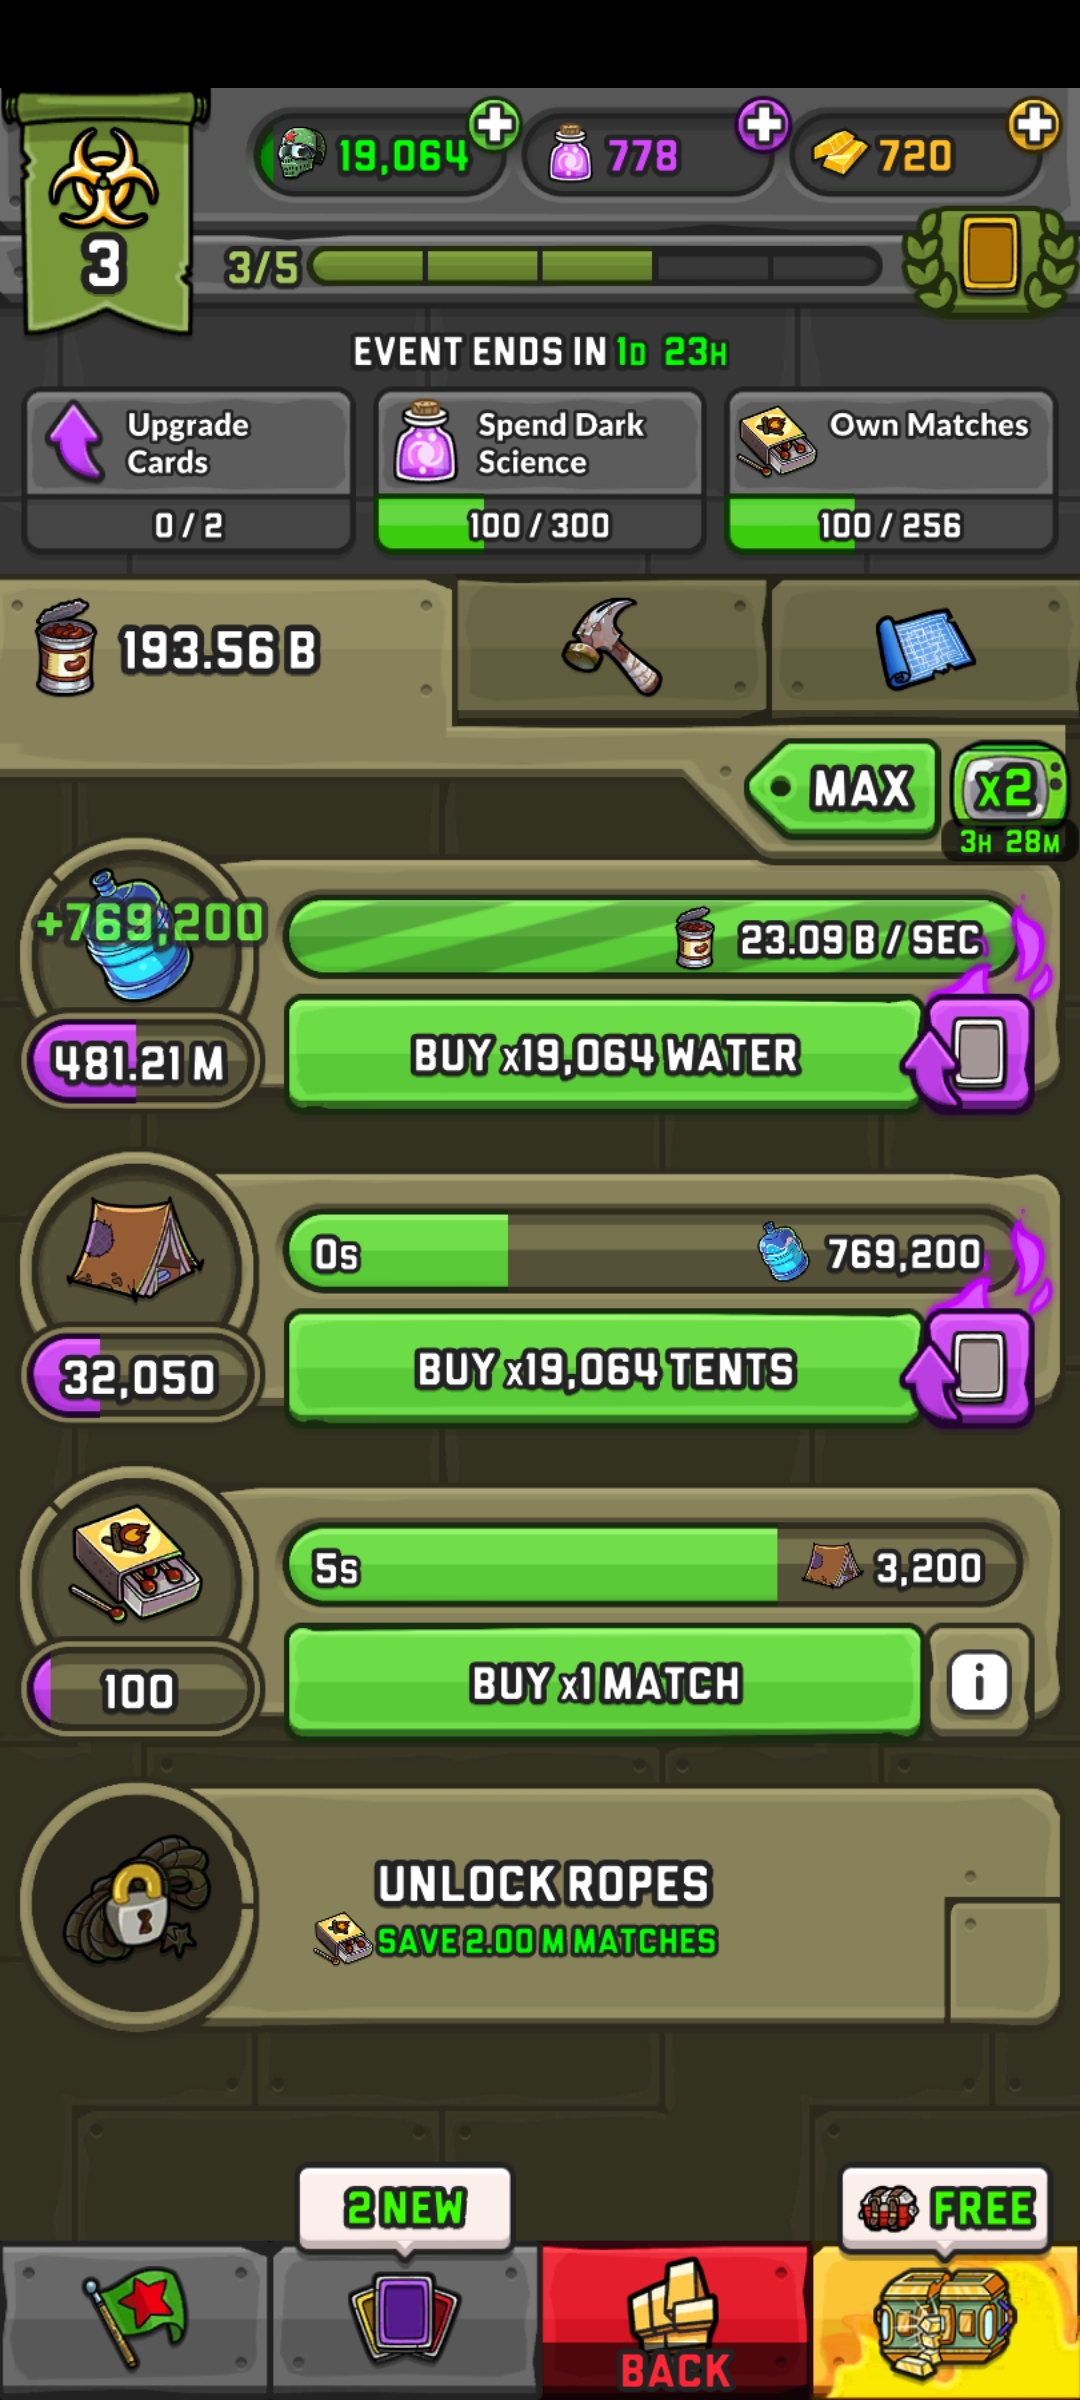 19,064
778
720
3
3/5
EVENT ENDS IN 1D 23H
Upgrade
Cards
0 / 2
Spend Dark
Science
100 / 300
Own Matches
100 / 256
193.56 B
MAX
x2
3H 28M
+769,200
23.09 B / SEC
481.21 M
BUY x19,064 WATER
0s
769,200
32,050
BUY x19,064 TENTS
5s
3,200
100
BUY x1 MATCH
i
UNLOCK ROPES
SAVE 2.00 M MATCHES
2 NEW
FREE
BACK